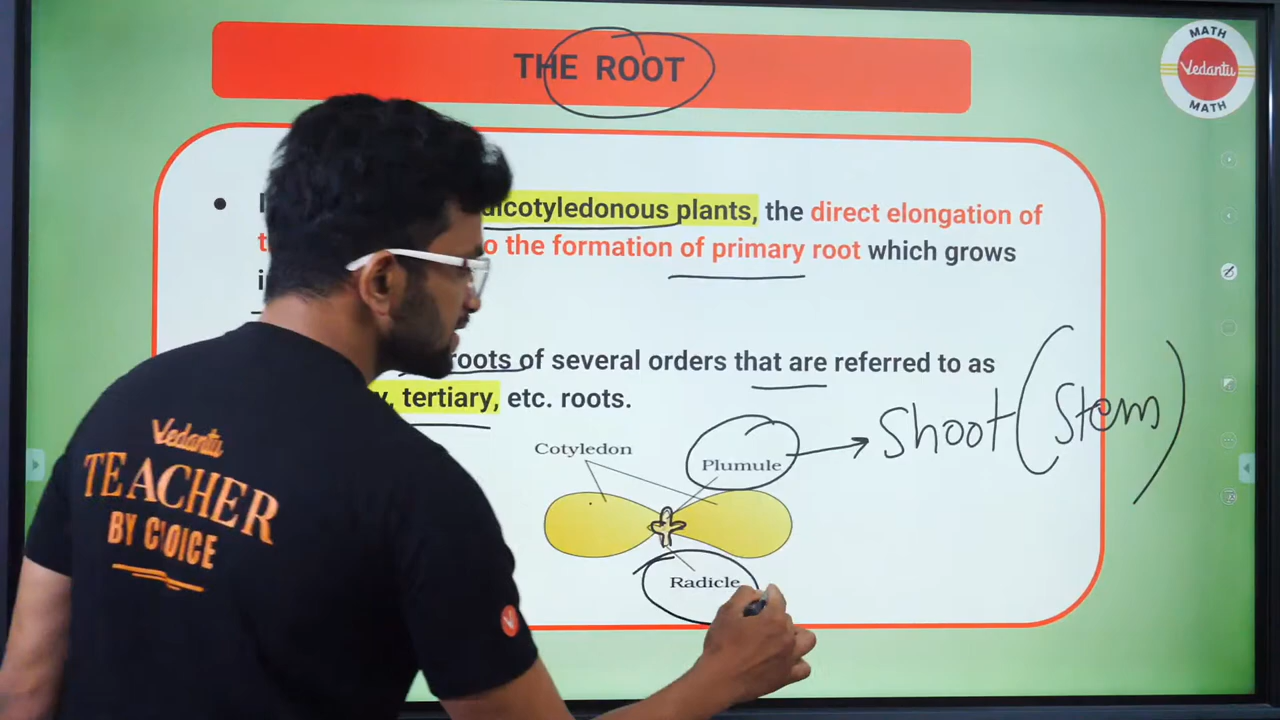 THE ROOT
MATH
Vedantu
MATH
dicotyledonous plants, the direct elongation of
the formation of primary root which grows
roots of several orders that are referred to as
tertiary, etc. roots.
Shoot (Stem)
Cotyledon
Plumule
Radicle
Vedantu
TEACHER
BY CHOICE